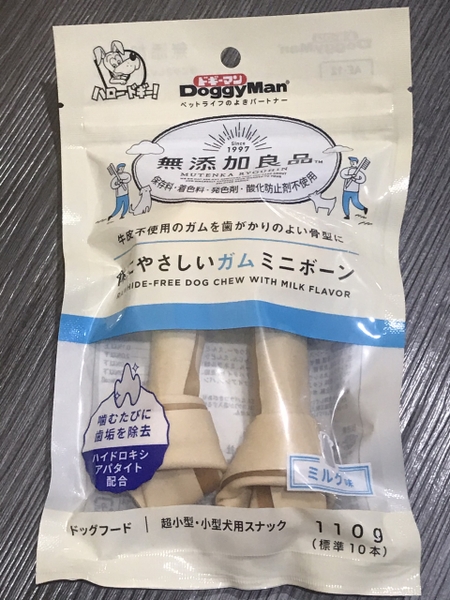 ハロードギー!
ドギーマン
DoggyMan®
ペットライフのよきパートナー
Since
1997
無添加良品™
MUTENKA RYOUHIN
保存料・着色料・発色剤・酸化防止剤不使用
牛皮不使用のガムを歯がかりのよい骨型に
やさしいガム ミニボーン
RAWHIDE-FREE DOG CHEW WITH MILK FLAVOR
噛むたびに
歯垢を除去
ハイドロキシ
アパタイト
配合
ミルク味
ドッグフード 超小型・小型犬用スナック
110g
(標準10本)